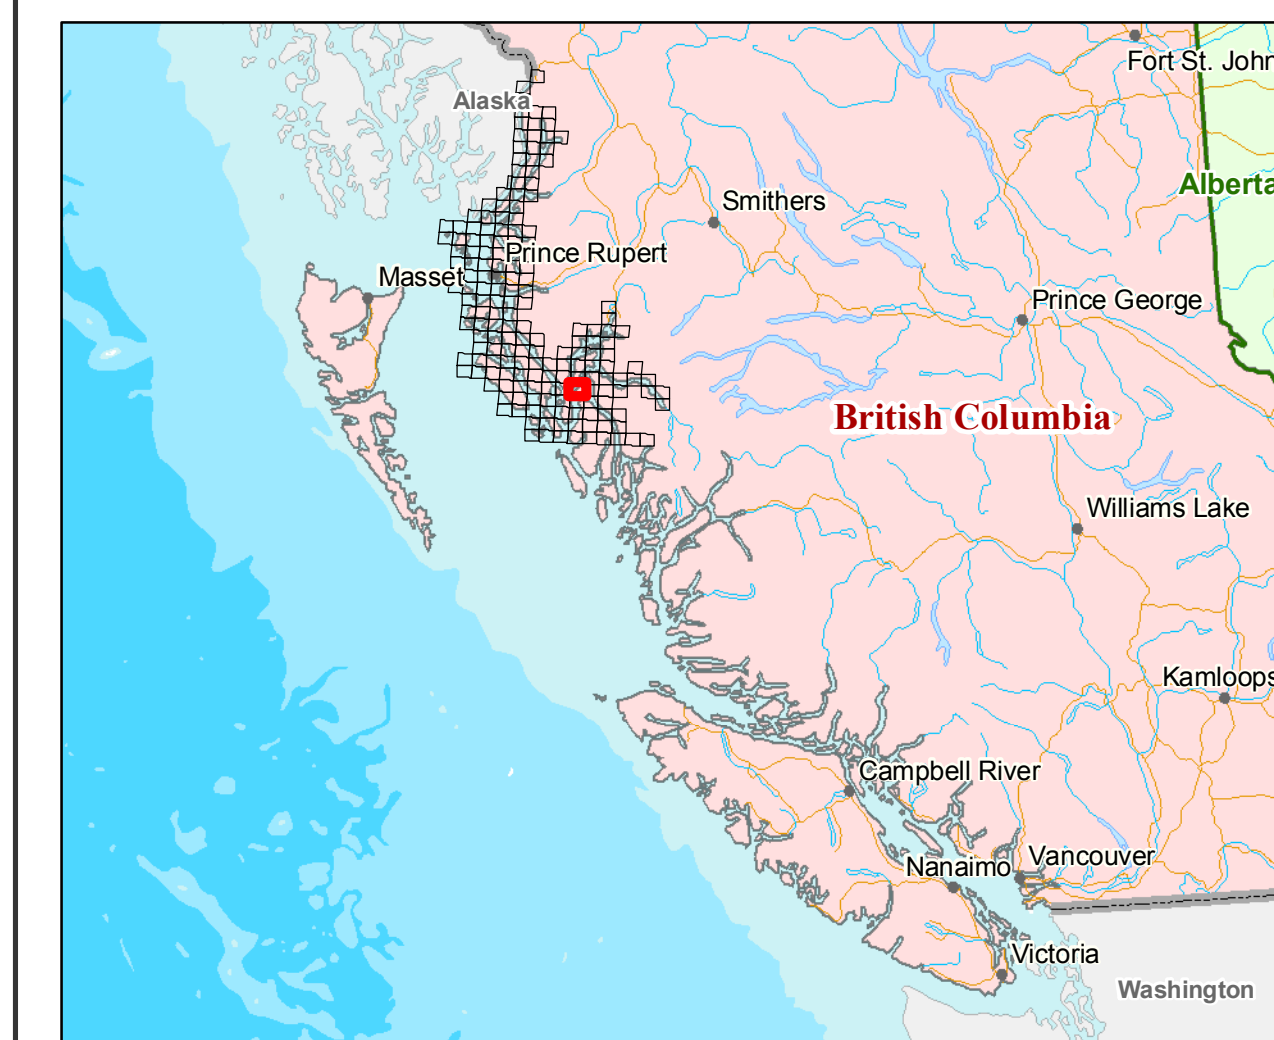 Fort St. John
Alaska
Alberta
Smithers
Prince Rupert
Masset
Prince George
British Columbia
Williams Lake
Kamloops
Campbell River
Vancouver
Nanaimo
Victoria
Washington